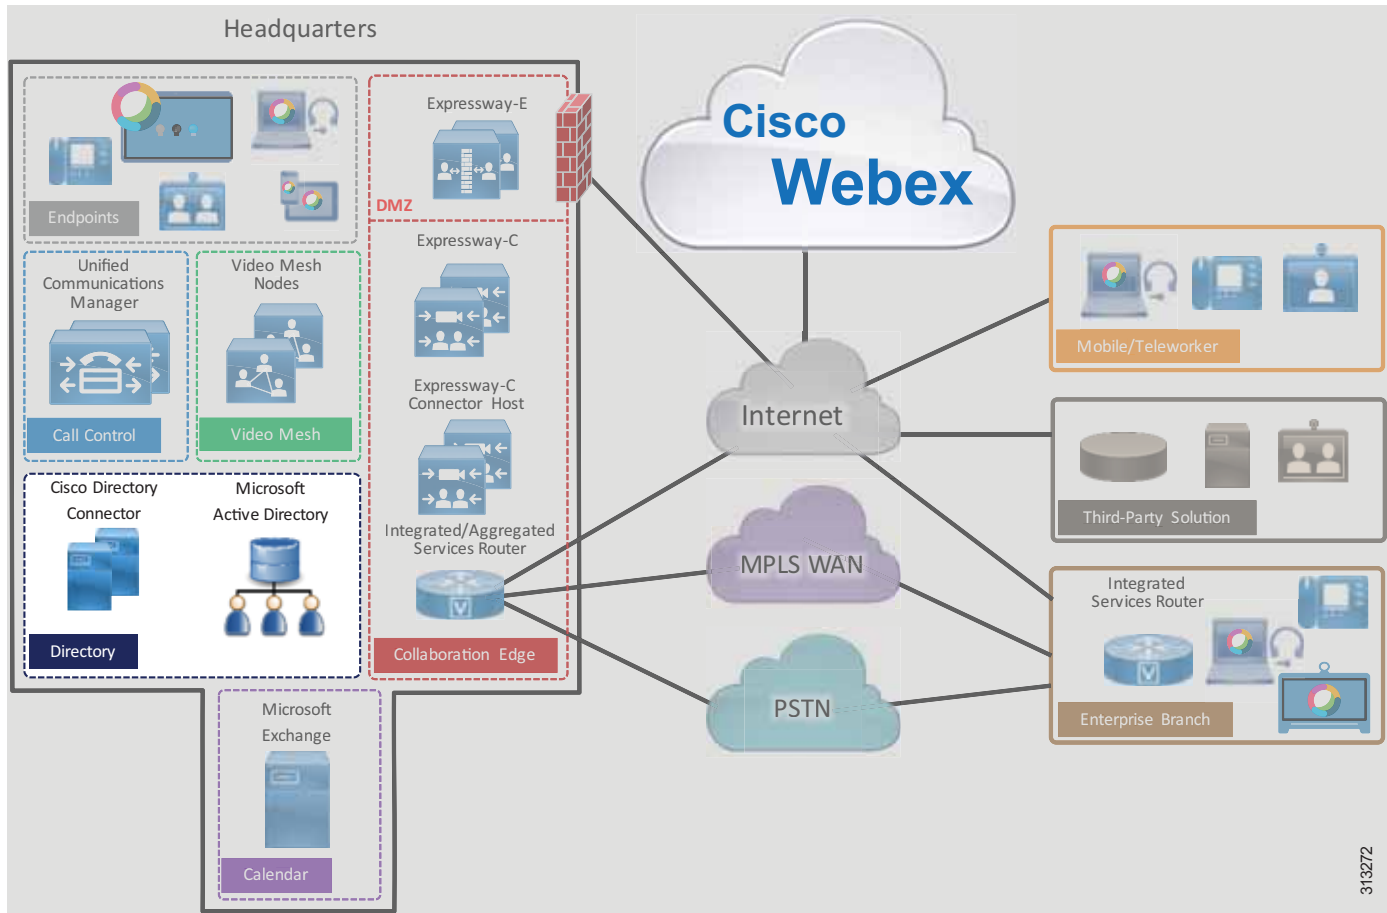 Headquarters
Endpoints
Expressway-E
DMZ
Unified
Communications
Manager
Call Control
Video Mesh
Nodes
Video Mesh
Expressway-C
Expressway-C
Connector Host
Integrated/Aggregated
Services Router
V
Collaboration Edge
Cisco Directory
Connector
Microsoft
Active Directory
Directory
Microsoft
Exchange
Calendar
Cisco
Webex
Internet
MPLS WAN
PSTN
Mobile/Teleworker
Third-Party Solution
Integrated
Services Router
V
Enterprise Branch
313272